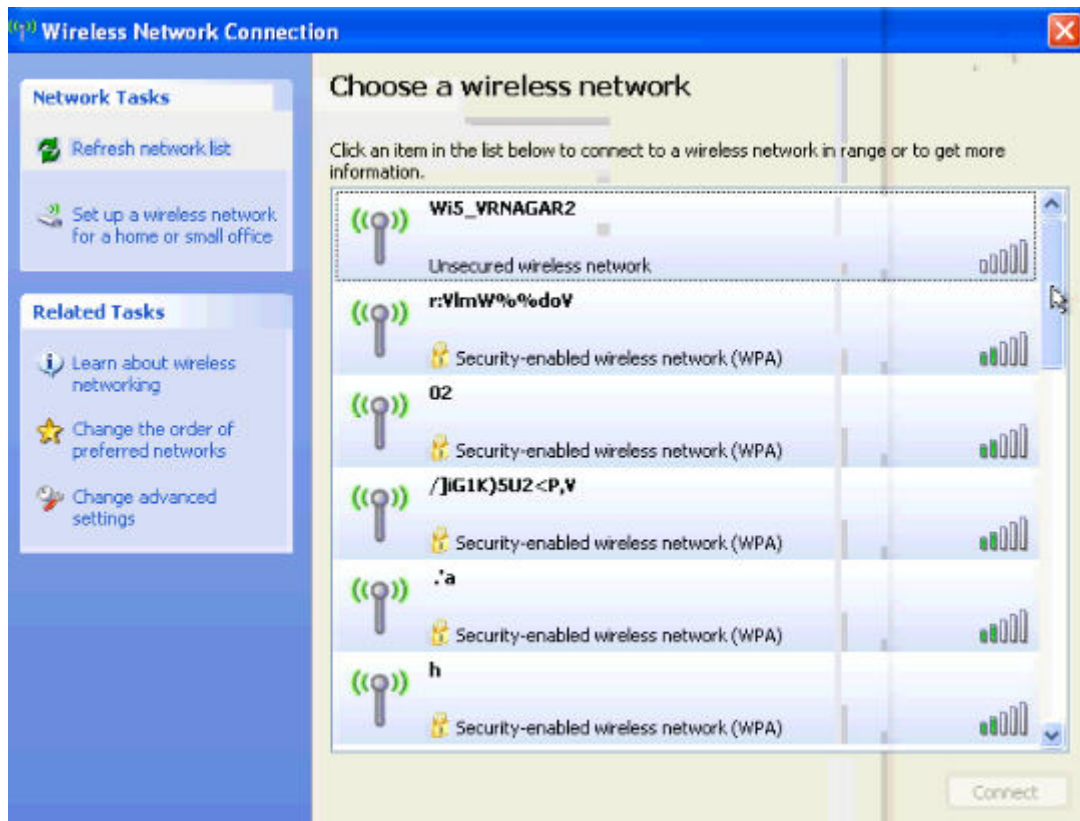 Wireless Network Connection
Network Tasks
Refresh network list
Set up a wireless network
for a home or small office
Related Tasks
Learn about wireless
networking
Change the order of
preferred networks
Change advanced
settings
Choose a wireless network
Click an item in the list below to connect to a wireless network in range or to get more
information.
Wi5_VRNAGAR2
Unsecured wireless network
r:¥lmW%%do¥
Security-enabled wireless network (WPA)
02
Security-enabled wireless network (WPA)
/]iG1K)5U2<P,¥
Security-enabled wireless network (WPA)
.'a
Security-enabled wireless network (WPA)
h
Security-enabled wireless network (WPA)
Connect